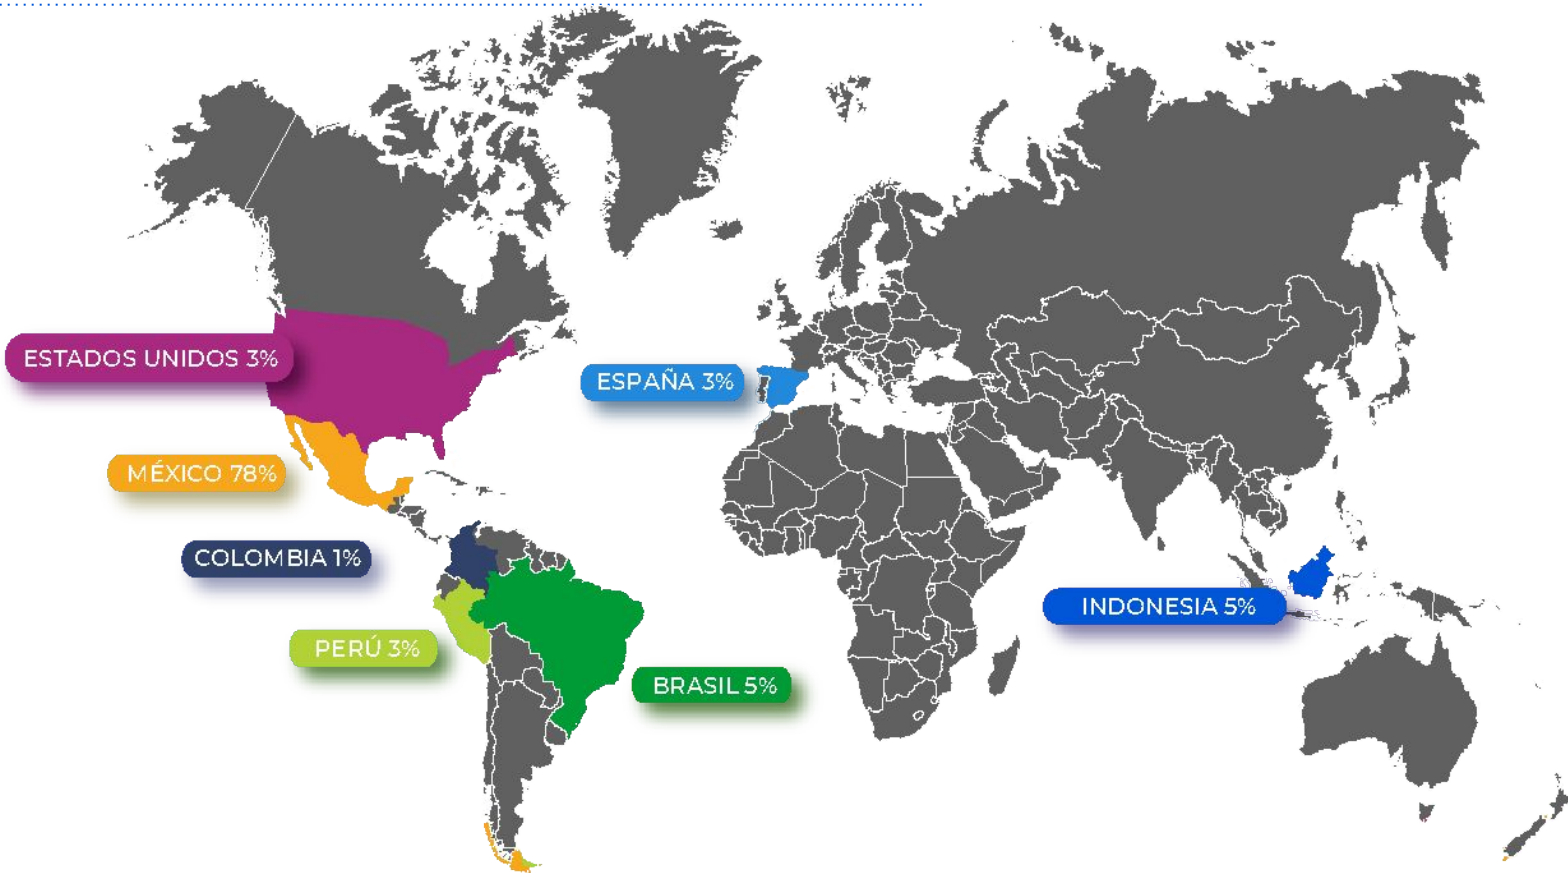 ESTADOS UNIDOS 3%
ESPAÑA 3%
MÉXICO 78%
COLOMBIA 1%
INDONESIA 5%
PERÚ 3%
BRASIL 5%